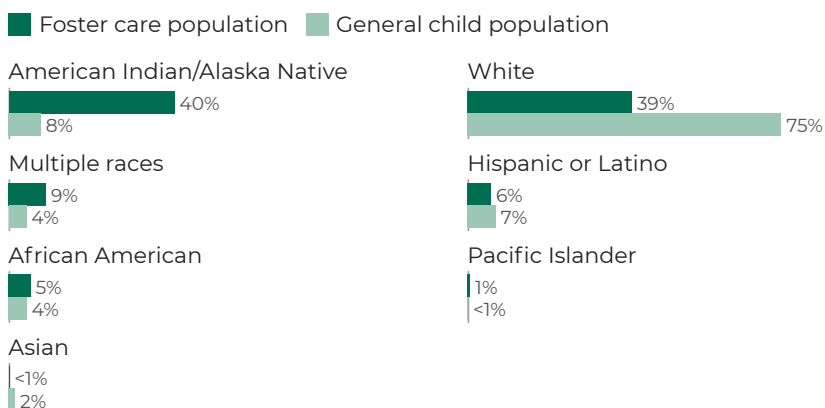 Foster care population General child population
American Indian/Alaska Native
40%
8%
White
39%
75%
Multiple races
9%
4%
Hispanic or Latino
6%
7%
African American
5%
4%
Pacific Islander
1%
<1%
Asian
<1%
2%